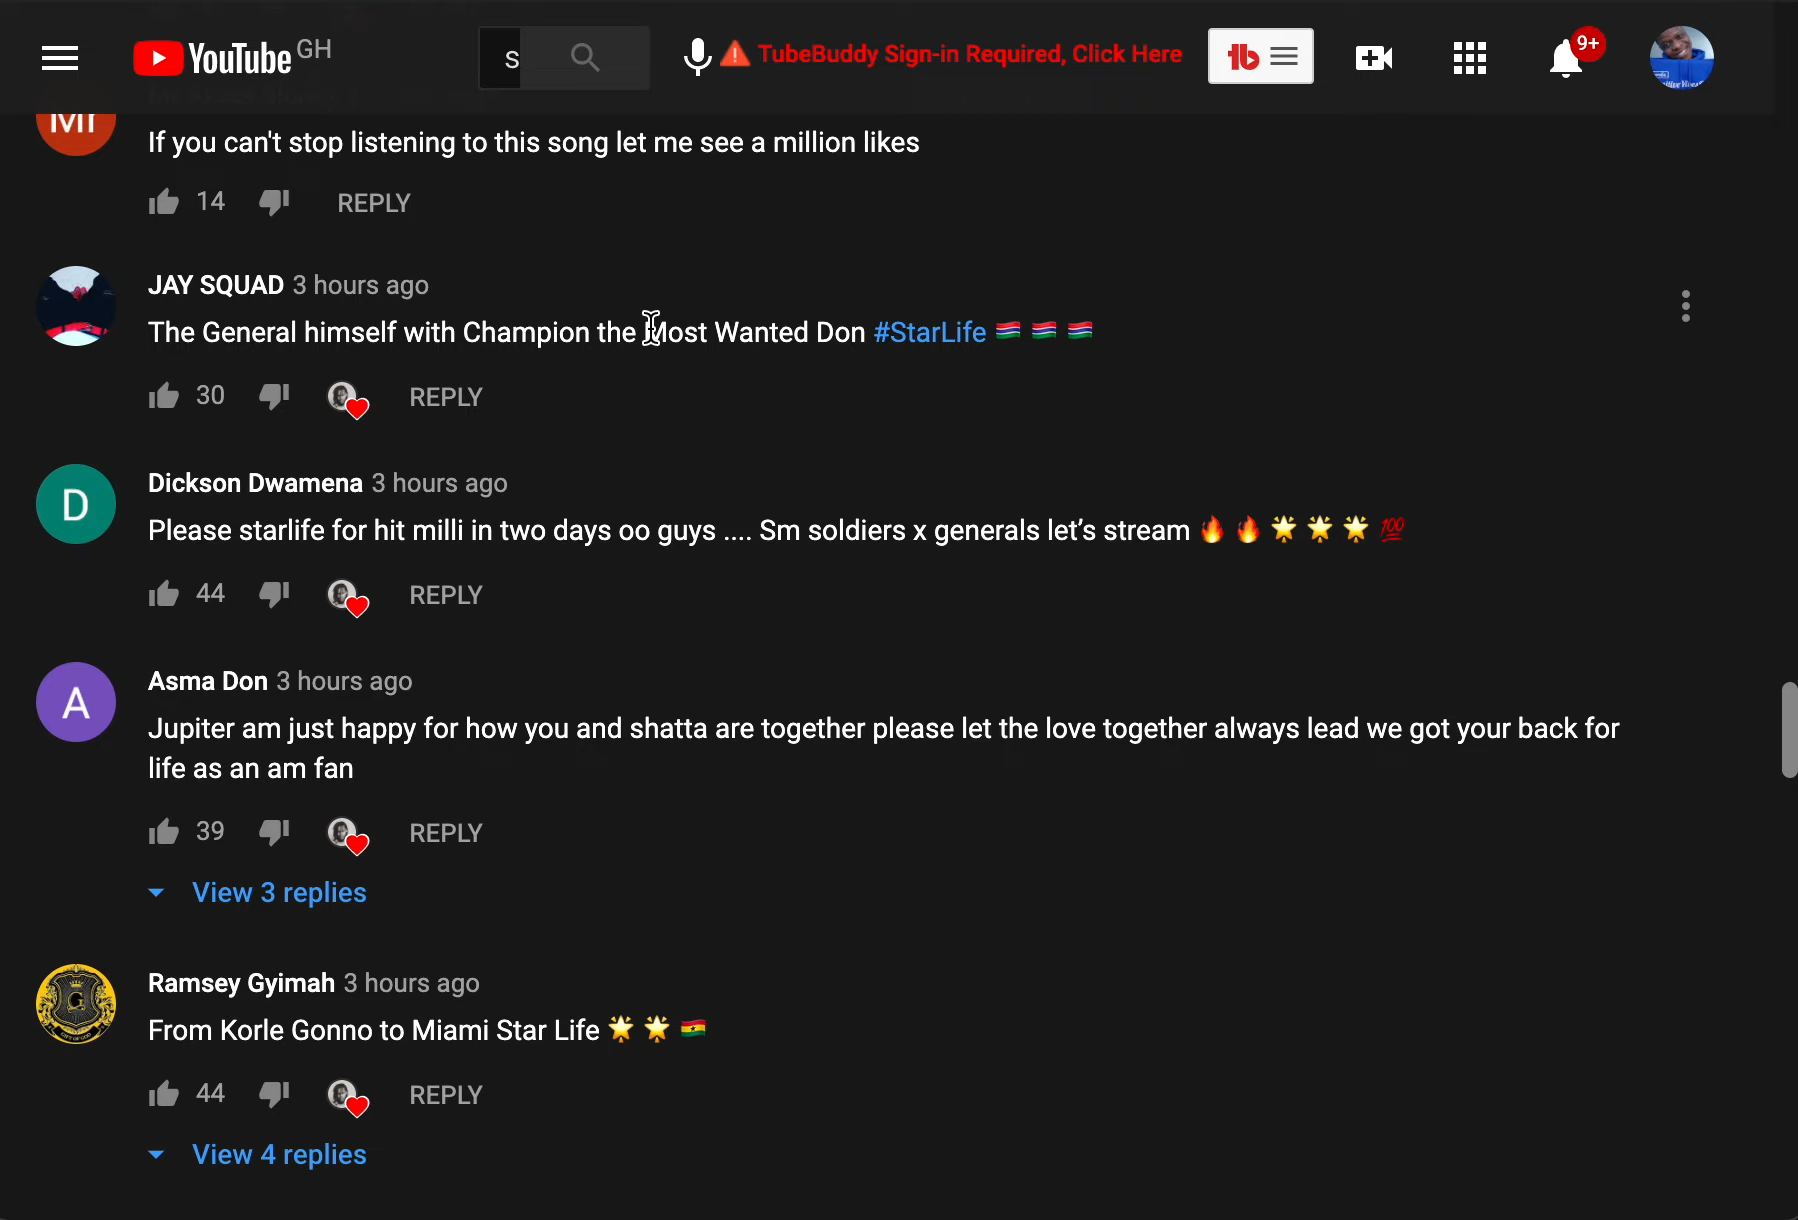 YouTube GH
s
TubeBuddy Sign-in Required, Click Here
tb
9+
Mr
If you can't stop listening to this song let me see a million likes
14 REPLY
JAY SQUAD 3 hours ago
The General himself with Champion the Most Wanted Don #StarLife 🇬🇲 🇬🇲 🇬🇲
30 REPLY
D
Dickson Dwamena 3 hours ago
Please starlife for hit milli in two days oo guys .... Sm soldiers x generals let’s stream 🔥 🔥 🌟 🌟 🌟 💯
44 REPLY
A
Asma Don 3 hours ago
Jupiter am just happy for how you and shatta are together please let the love together always lead we got your back for
life as an am fan
39 REPLY
View 3 replies
G
Ramsey Gyimah 3 hours ago
From Korle Gonno to Miami Star Life 🌟 🌟 🇬🇭
44 REPLY
View 4 replies